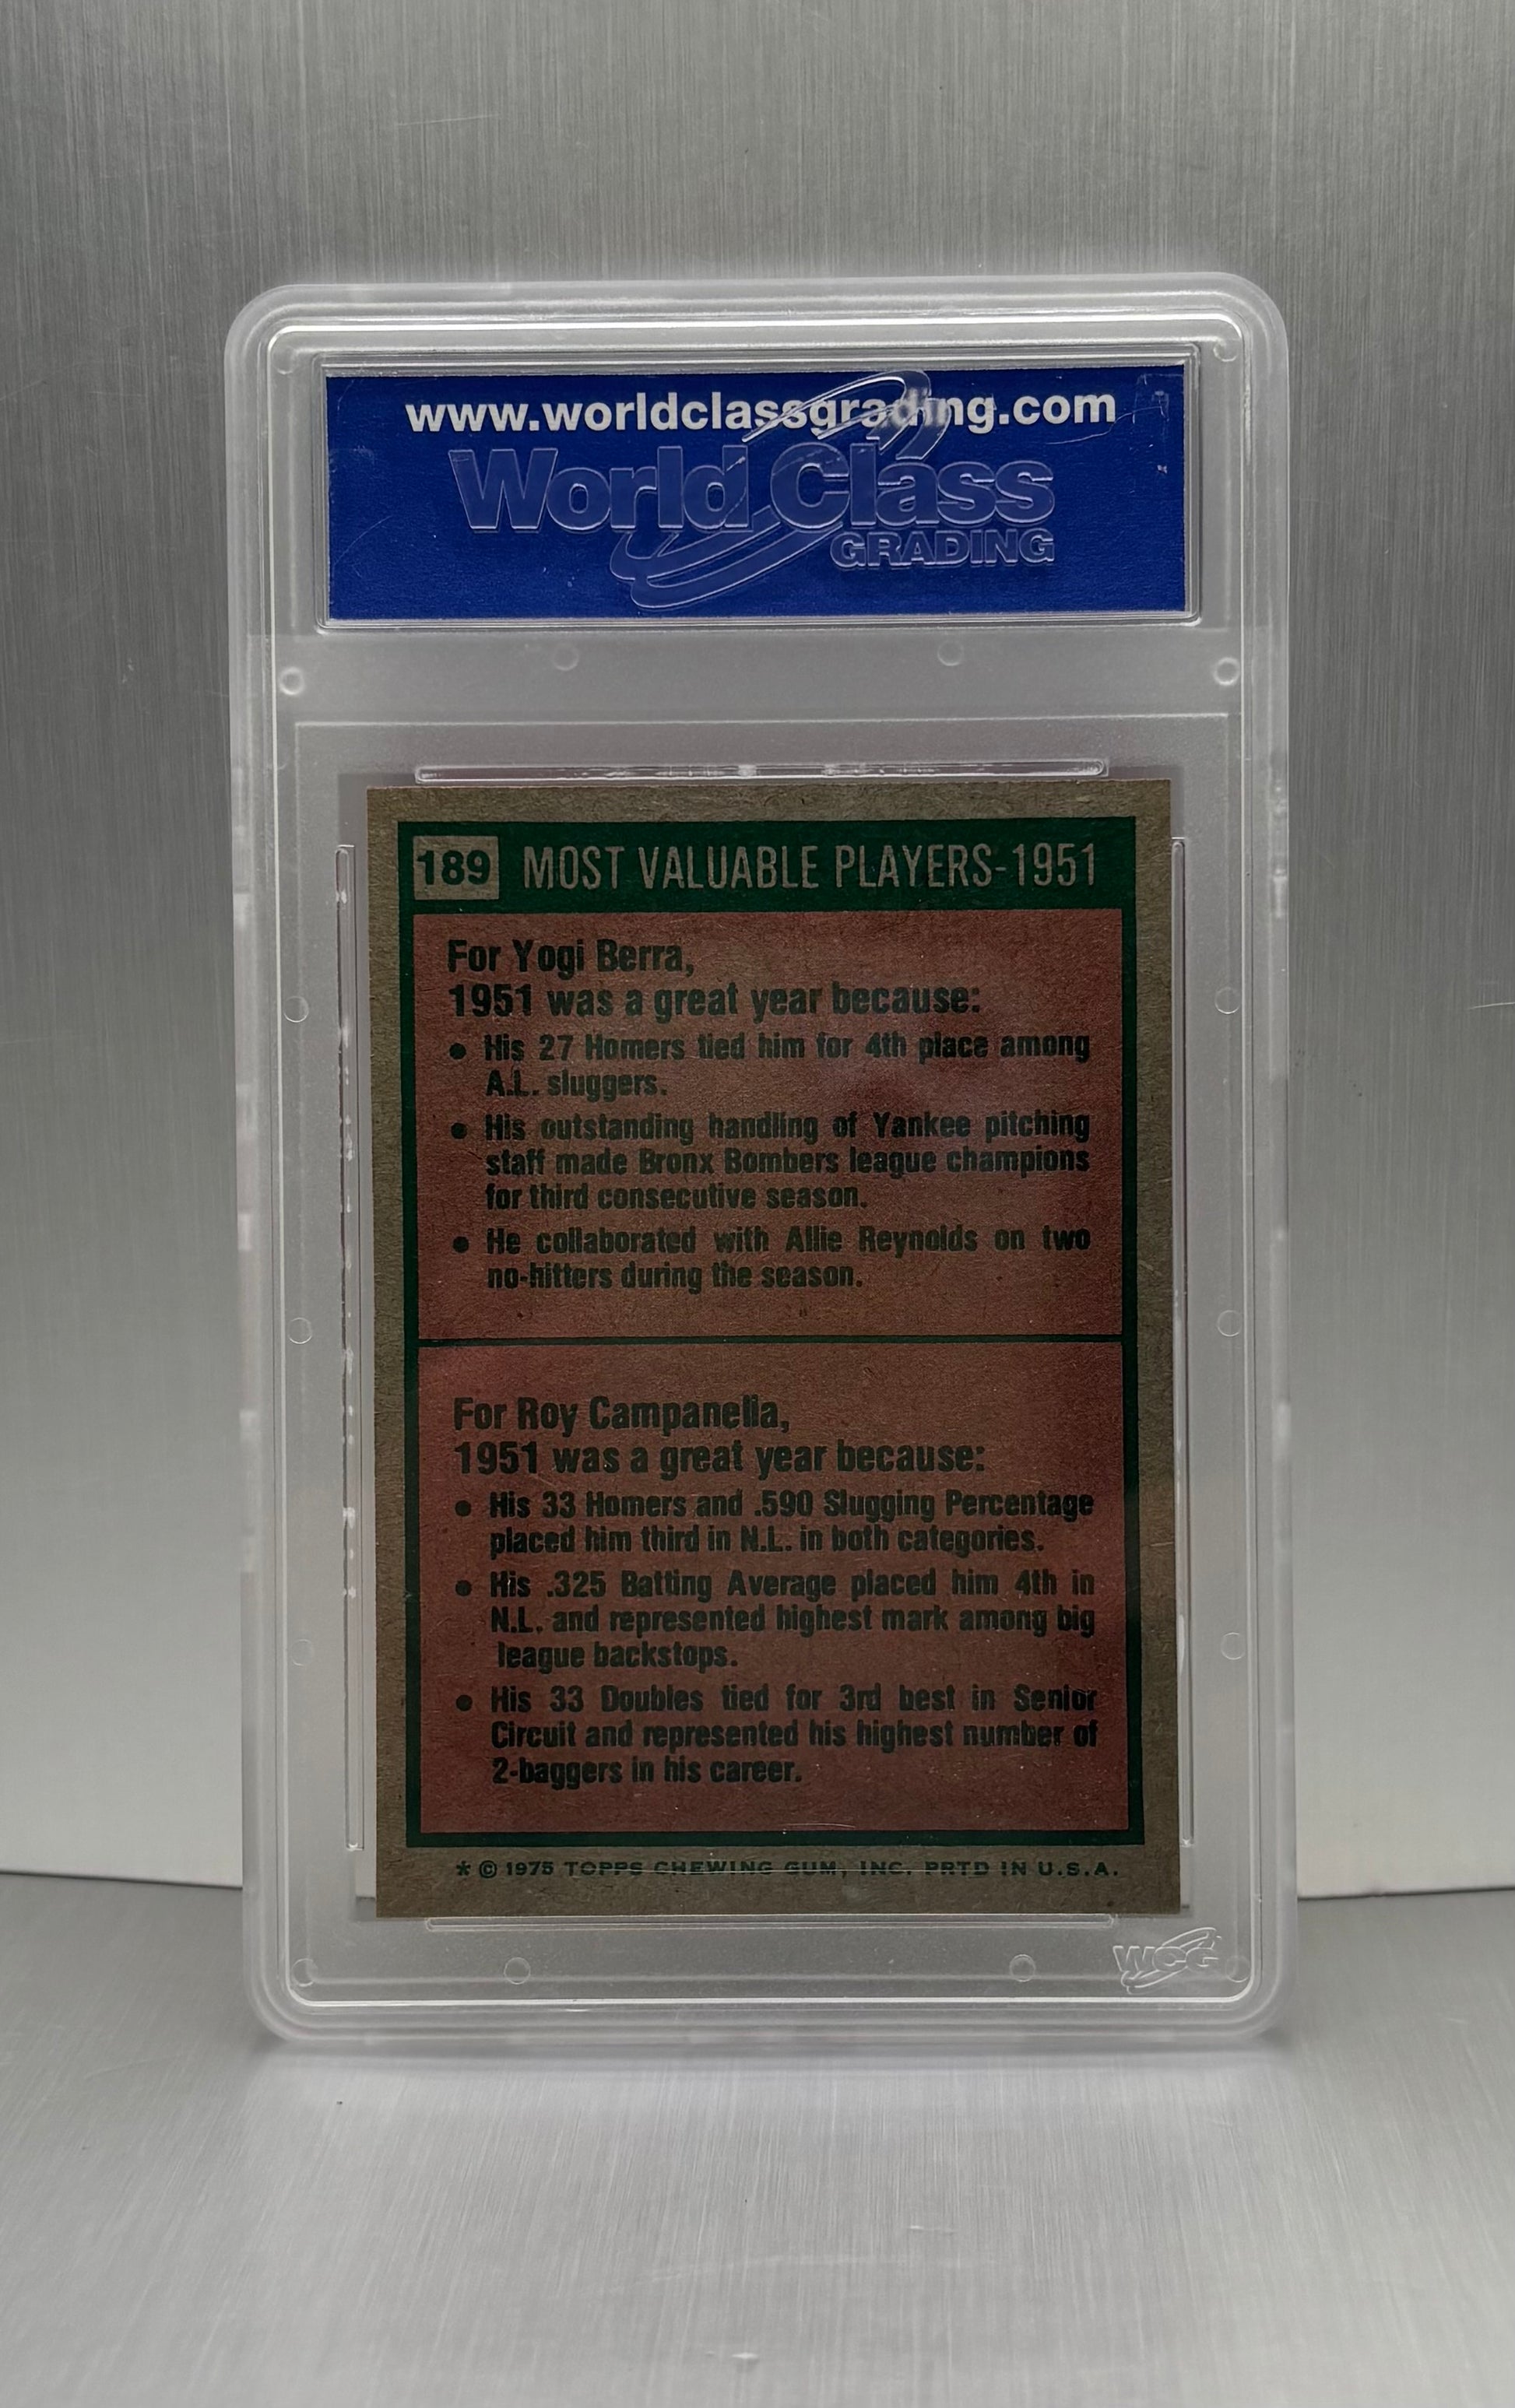 www.worldclassgrading.com
World Class
GRADING
189 MOST VALUABLE PLAYERS-1951
For Yogi Berra,
1951 was a great year because:
• His 27 Homers tied him for 4th place among
A.L. sluggers.
• His outstanding handling of Yankee pitching
staff made Bronx Bombers league champions
for third consecutive season.
• He collaborated with Allie Reynolds on two
no-hitters during the season.
For Roy Campanella,
1951 was a great year because:
• His 33 Homers and .590 Slugging Percentage
placed him third in N.L. in both categories.
• His .325 Batting Average placed him 4th in
N.L. and represented highest mark among big
league backstops.
• His 33 Doubles tied for 3rd best in Senior
Circuit and represented his highest number of
2-baggers in his career.
* © 1975 TOPPS CHEWING GUM, INC. PRTD IN U.S.A.
WCG